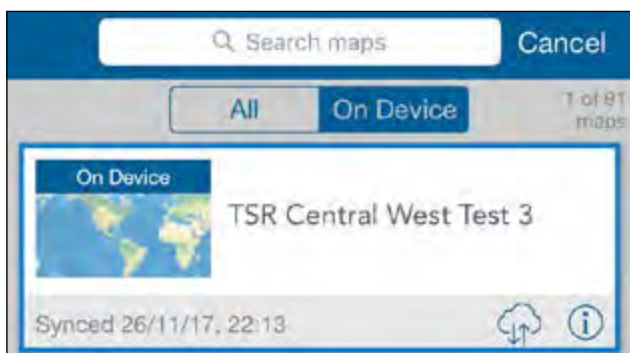 Search maps Cancel
All On Device 1 of 91
maps
On Device
TSR Central West Test 3
Synced 26/11/17, 22:13